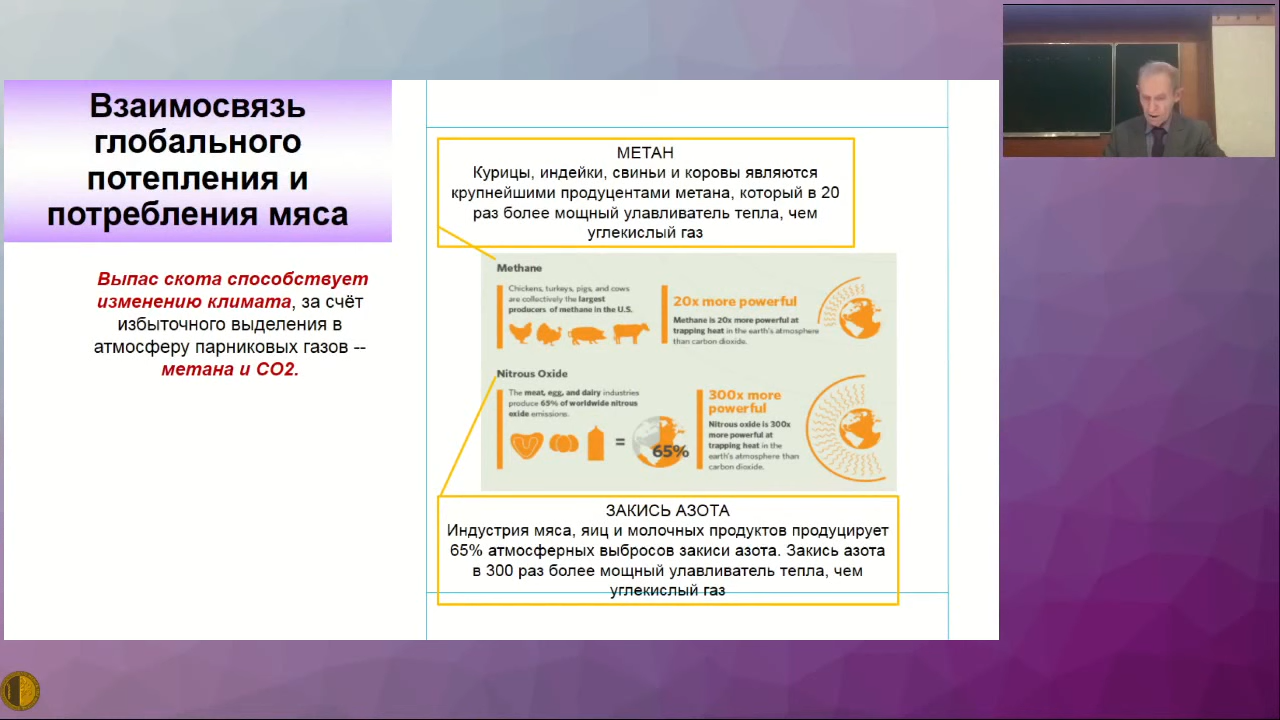 Взаимосвязь
глобального
потепления и
потребления мяса
Выпас скота способствует
изменению климата, за счёт
избыточного выделения в
атмосферу парниковых газов --
метана и СО2.
МЕТАН
Курицы, индейки, свиньи и коровы являются
крупнейшими продуцентами метана, который в 20
раз более мощный улавливатель тепла, чем
углекислый газ
Methane
Chickens, turkeys, pigs, and cows
are collectively the largest
producers of methane in the U.S.
20x more powerful
Methane is 20x more powerful at
trapping heat in the earth's atmosphere
than carbon dioxide.
Nitrous Oxide
The meat, egg, and dairy industries
produce 65% of worldwide nitrous
oxide emissions.
=
65%
300x more
powerful
Nitrous oxide is 300x
more powerful at
trapping heat in the
earth's atmosphere than
carbon dioxide.
ЗАКИСЬ АЗОТА
Индустрия мяса, яиц и молочных продуктов продуцирует
65% атмосферных выбросов закиси азота. Закись азота
в 300 раз более мощный улавливатель тепла, чем
углекислый газ